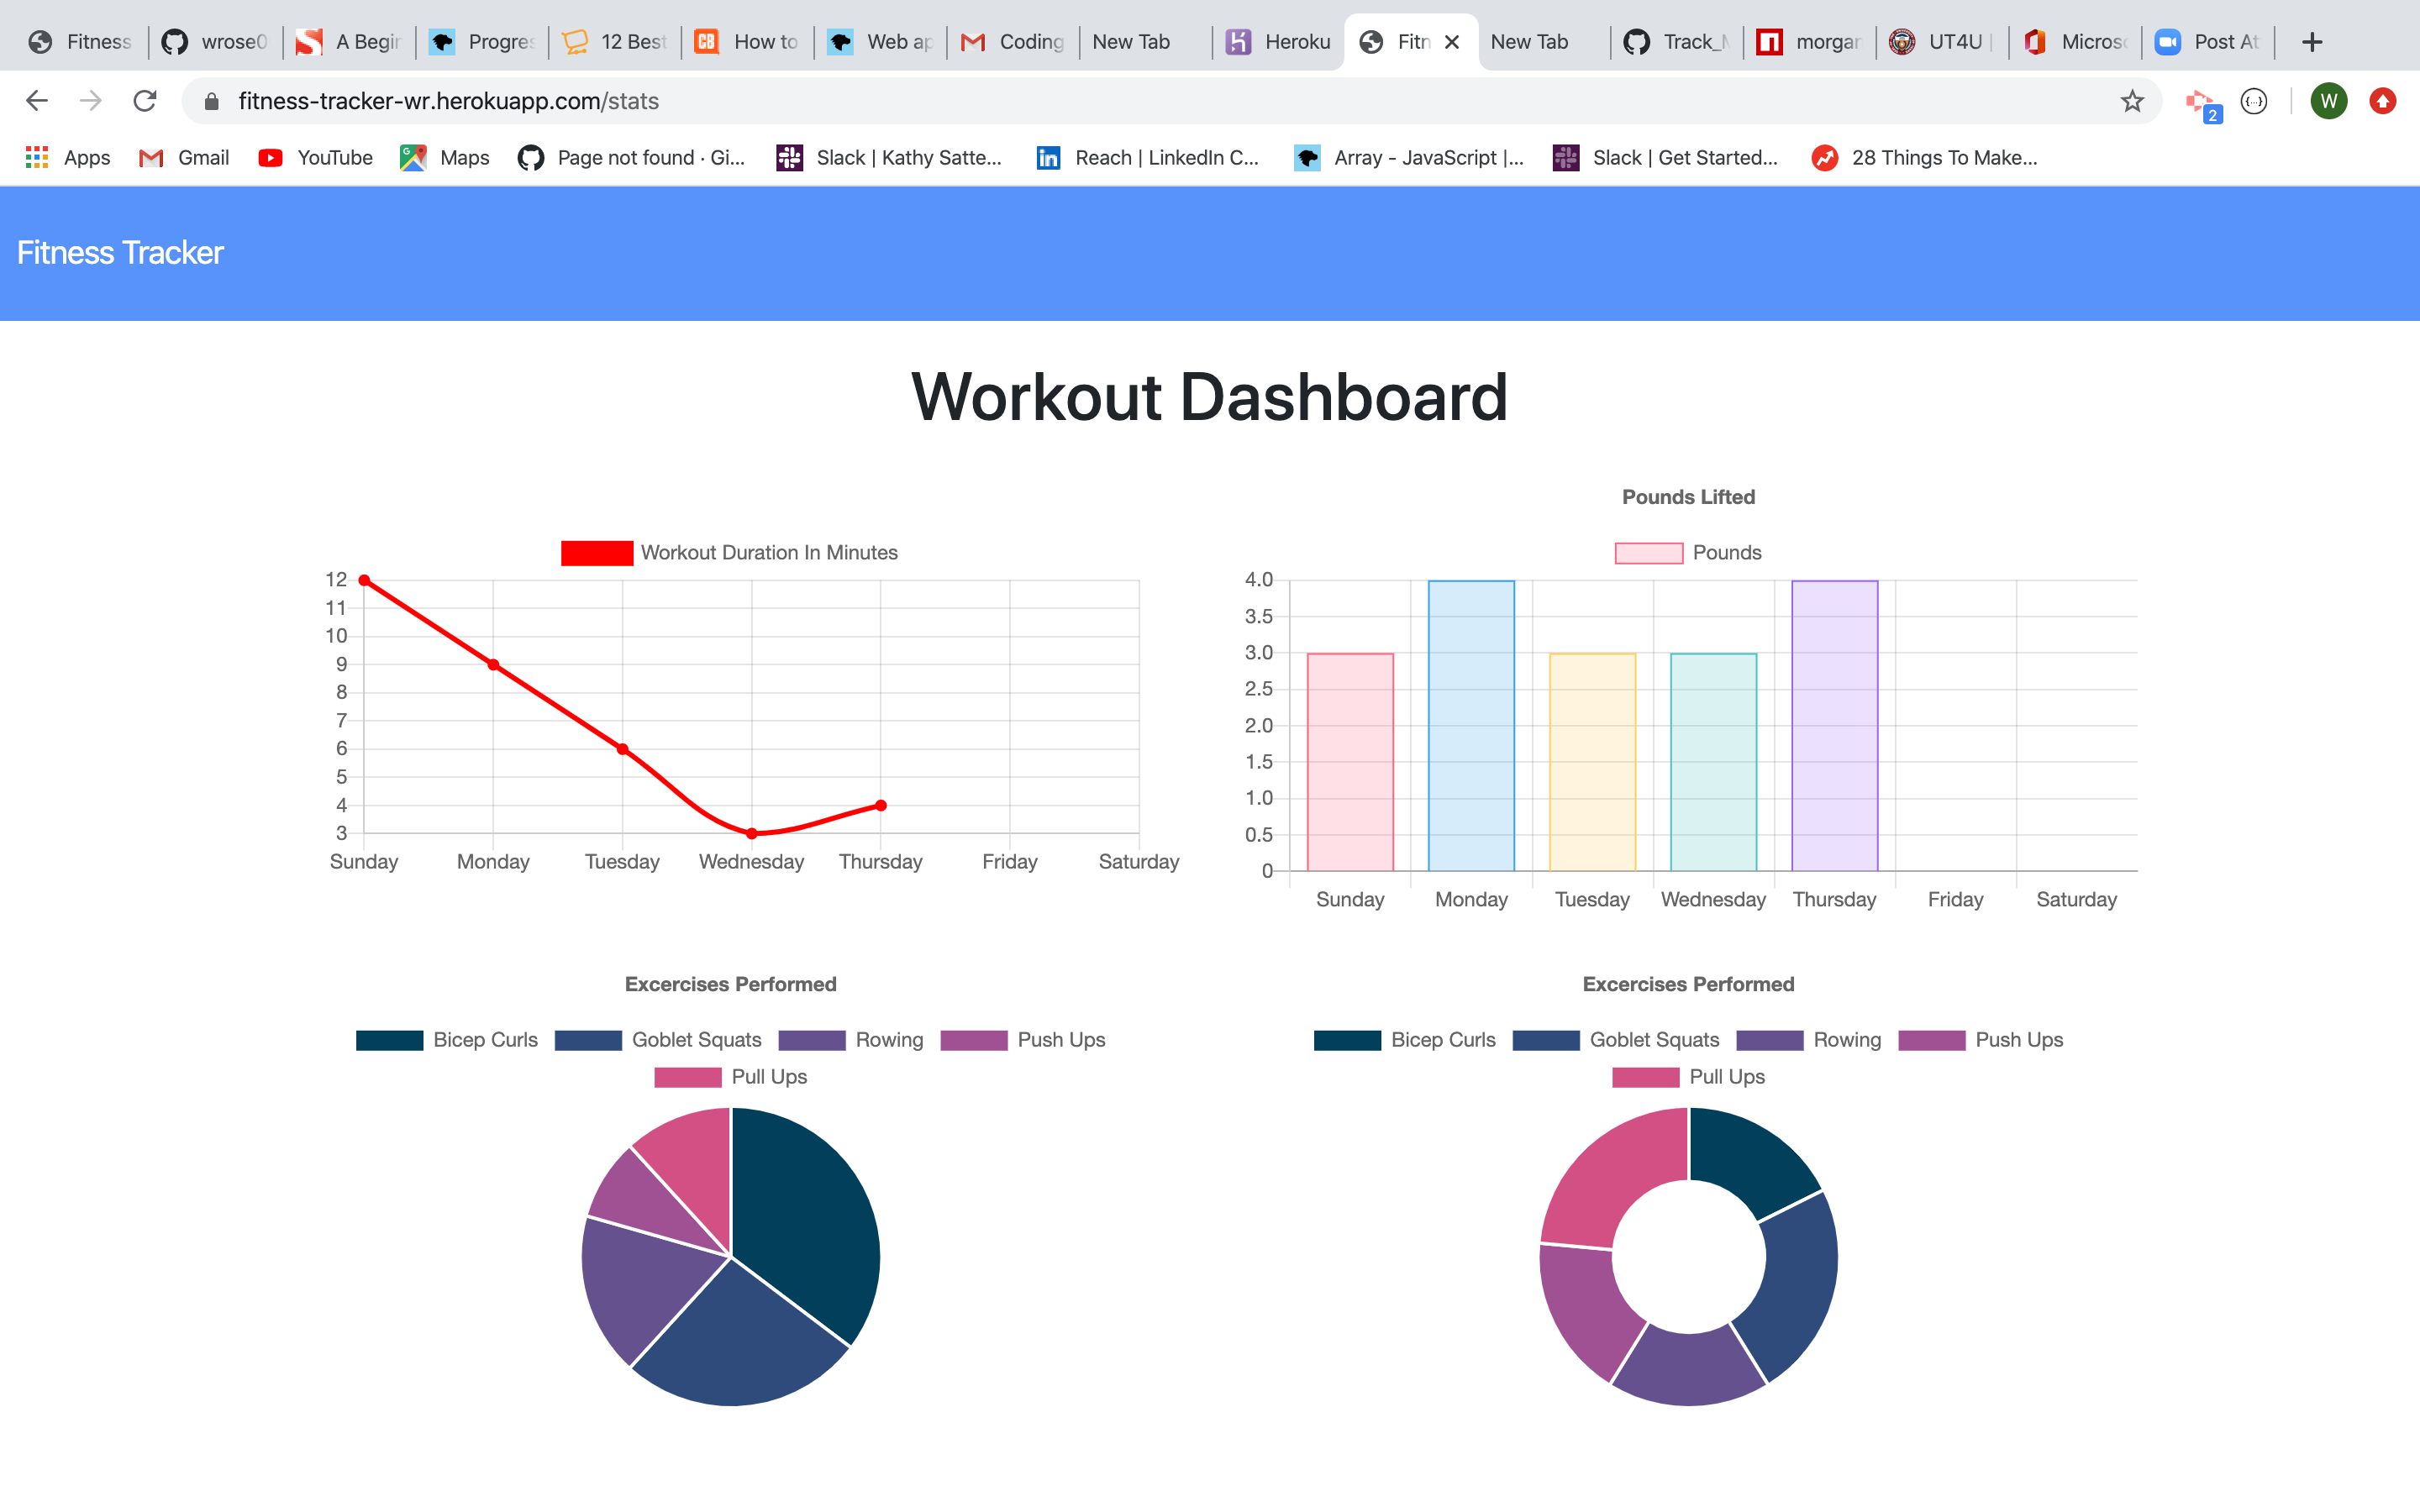 Fitness wrose0 A Begin Progres 12 Best How to Web ap Coding New Tab Heroku Fitn New Tab Track_ morgan UT4U Micros Post At
fitness-tracker-wr.herokuapp.com/stats W 2
Apps Gmail YouTube Maps Page not found · Gi... Slack | Kathy Satte... Reach | LinkedIn C... Array - JavaScript |... Slack | Get Started... 28 Things To Make...
Fitness Tracker
Workout Dashboard
Workout Duration In Minutes
12
11
10
9
8
7
6
5
4
3
Sunday Monday Tuesday Wednesday Thursday Friday Saturday
Pounds Lifted
Pounds
4.0
3.5
3.0
2.5
2.0
1.5
1.0
0.5
0
Sunday Monday Tuesday Wednesday Thursday Friday Saturday
Excercises Performed
Bicep Curls Goblet Squats Rowing Push Ups
Pull Ups
Excercises Performed
Bicep Curls Goblet Squats Rowing Push Ups
Pull Ups